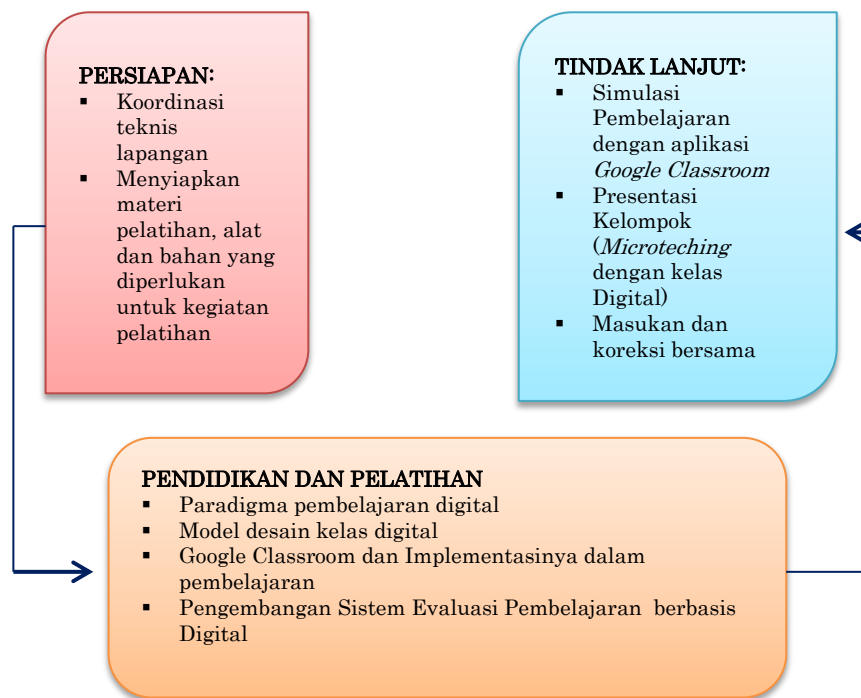 PERSIAPAN:
▪ Koordinasi
teknis
lapangan
▪ Menyiapkan
materi
pelatihan, alat
dan bahan yang
diperlukan
untuk kegiatan
pelatihan
TINDAK LANJUT:
▪ Simulasi
Pembelajaran
dengan aplikasi
Google Classroom
▪ Presentasi
Kelompok
(Microteching
dengan kelas
Digital)
▪ Masukan dan
koreksi bersama
PENDIDIKAN DAN PELATIHAN
▪ Paradigma pembelajaran digital
▪ Model desain kelas digital
▪ Google Classroom dan Implementasinya dalam
pembelajaran
▪ Pengembangan Sistem Evaluasi Pembelajaran berbasis
Digital